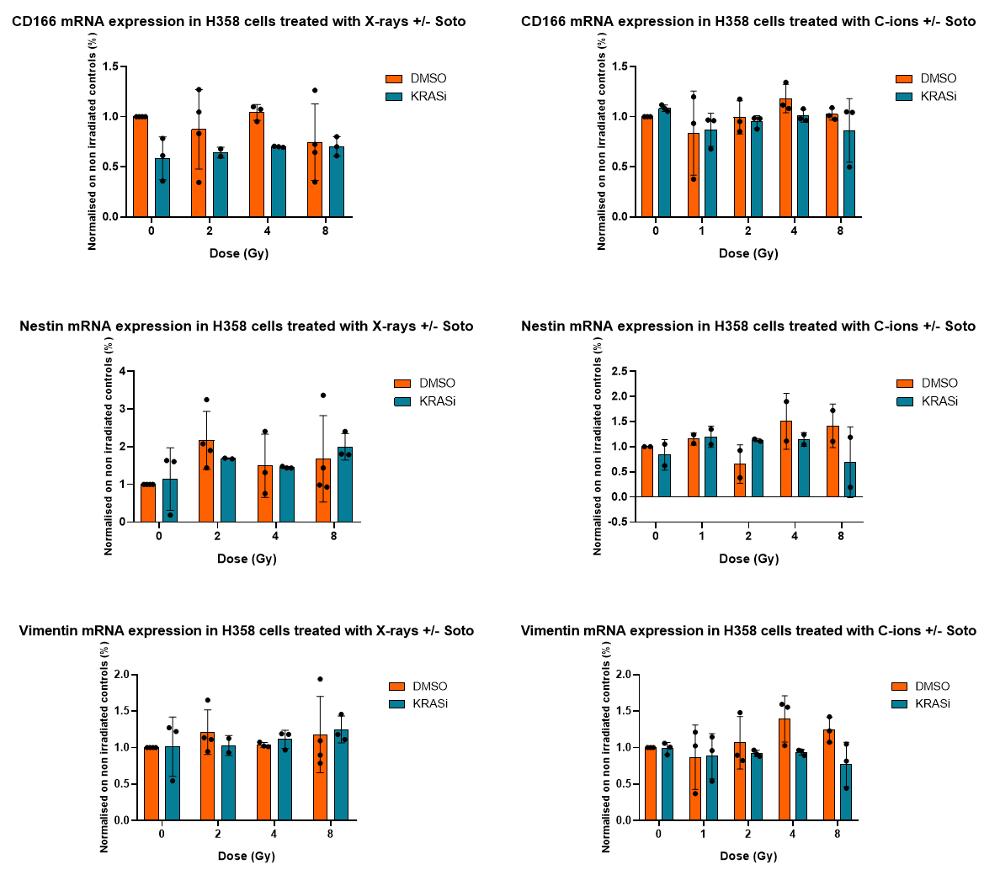 CD166 mRNA expression in H358 cells treated with X-rays +/- Soto
Normalised on non irradiated controls (%)
1.5
1.0
0.5
0.0
0
2
4
8
Dose (Gy)
DMSO
KRASi
CD166 mRNA expression in H358 cells treated with C-ions +/- Soto
Normalised on non irradiated controls (%)
1.5
1.0
0.5
0.0
0
1
2
4
8
Dose (Gy)
DMSO
KRASi
Nestin mRNA expression in H358 cells treated with X-rays +/- Soto
Normalised on non irradiated controls (%)
4
3
2
1
0
0
2
4
8
Dose (Gy)
DMSO
KRASi
Nestin mRNA expression in H358 cells treated with C-ions +/- Soto
Normalised on non irradiated controls (%)
2.5
2.0
1.5
1.0
0.5
0.0
-0.5
0
1
2
4
8
Dose (Gy)
DMSO
KRASi
Vimentin mRNA expression in H358 cells treated with X-rays +/- Soto
Normalised on non irradiated controls (%)
2.0
1.5
1.0
0.5
0.0
0
2
4
8
Dose (Gy)
DMSO
KRASi
Vimentin mRNA expression in H358 cells treated with C-ions +/- Soto
Normalised on non irradiated controls (%)
2.0
1.5
1.0
0.5
0.0
0
1
2
4
8
Dose (Gy)
DMSO
KRASi